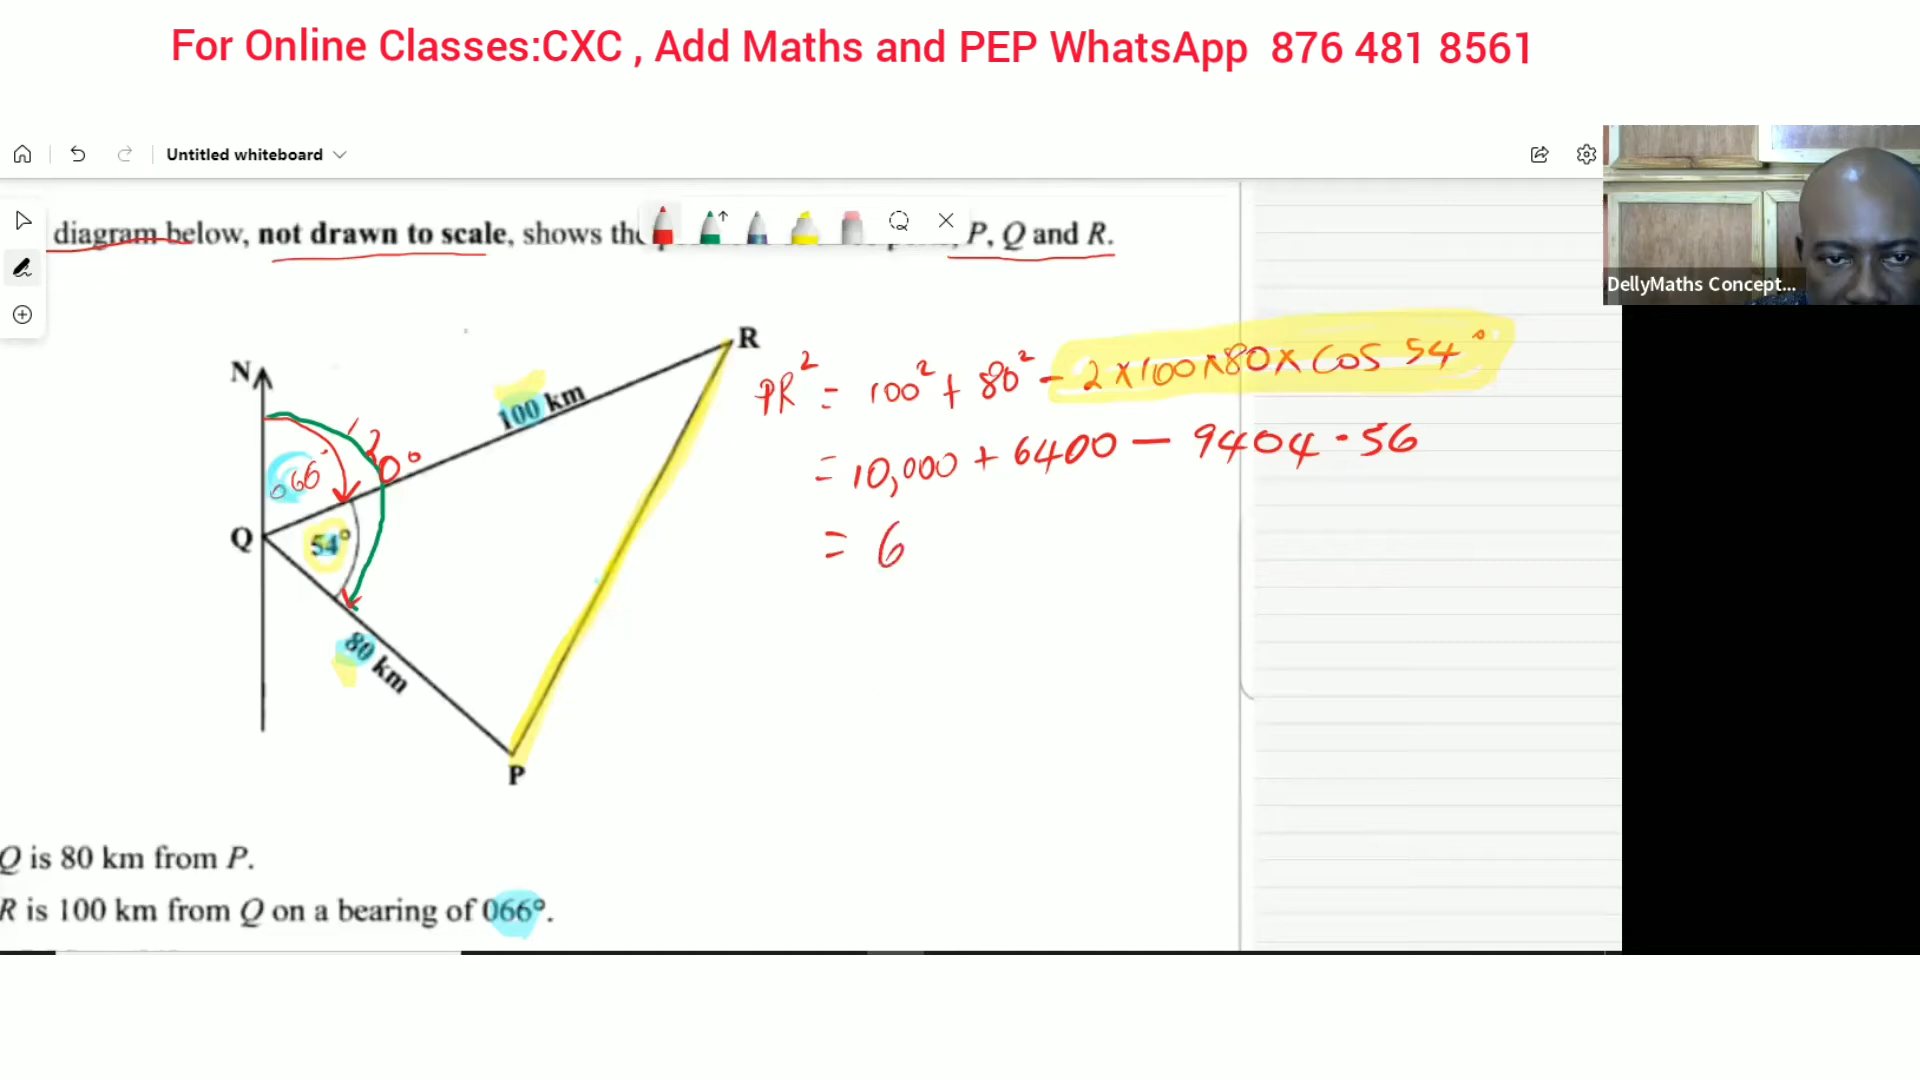 For Online Classes:CXC , Add Maths and PEP WhatsApp 876 481 8561
Untitled whiteboard
diagram below, not drawn to scale, shows the P, Q and R.
DellyMaths Concept...
N
R
100 km
120°
066°
Q
54°
80 km
P
PR² = 100² + 80² - 2×100×80× cos 54°
= 10,000 + 6400 - 9404.56
= 6
Q is 80 km from P.
R is 100 km from Q on a bearing of 066°.